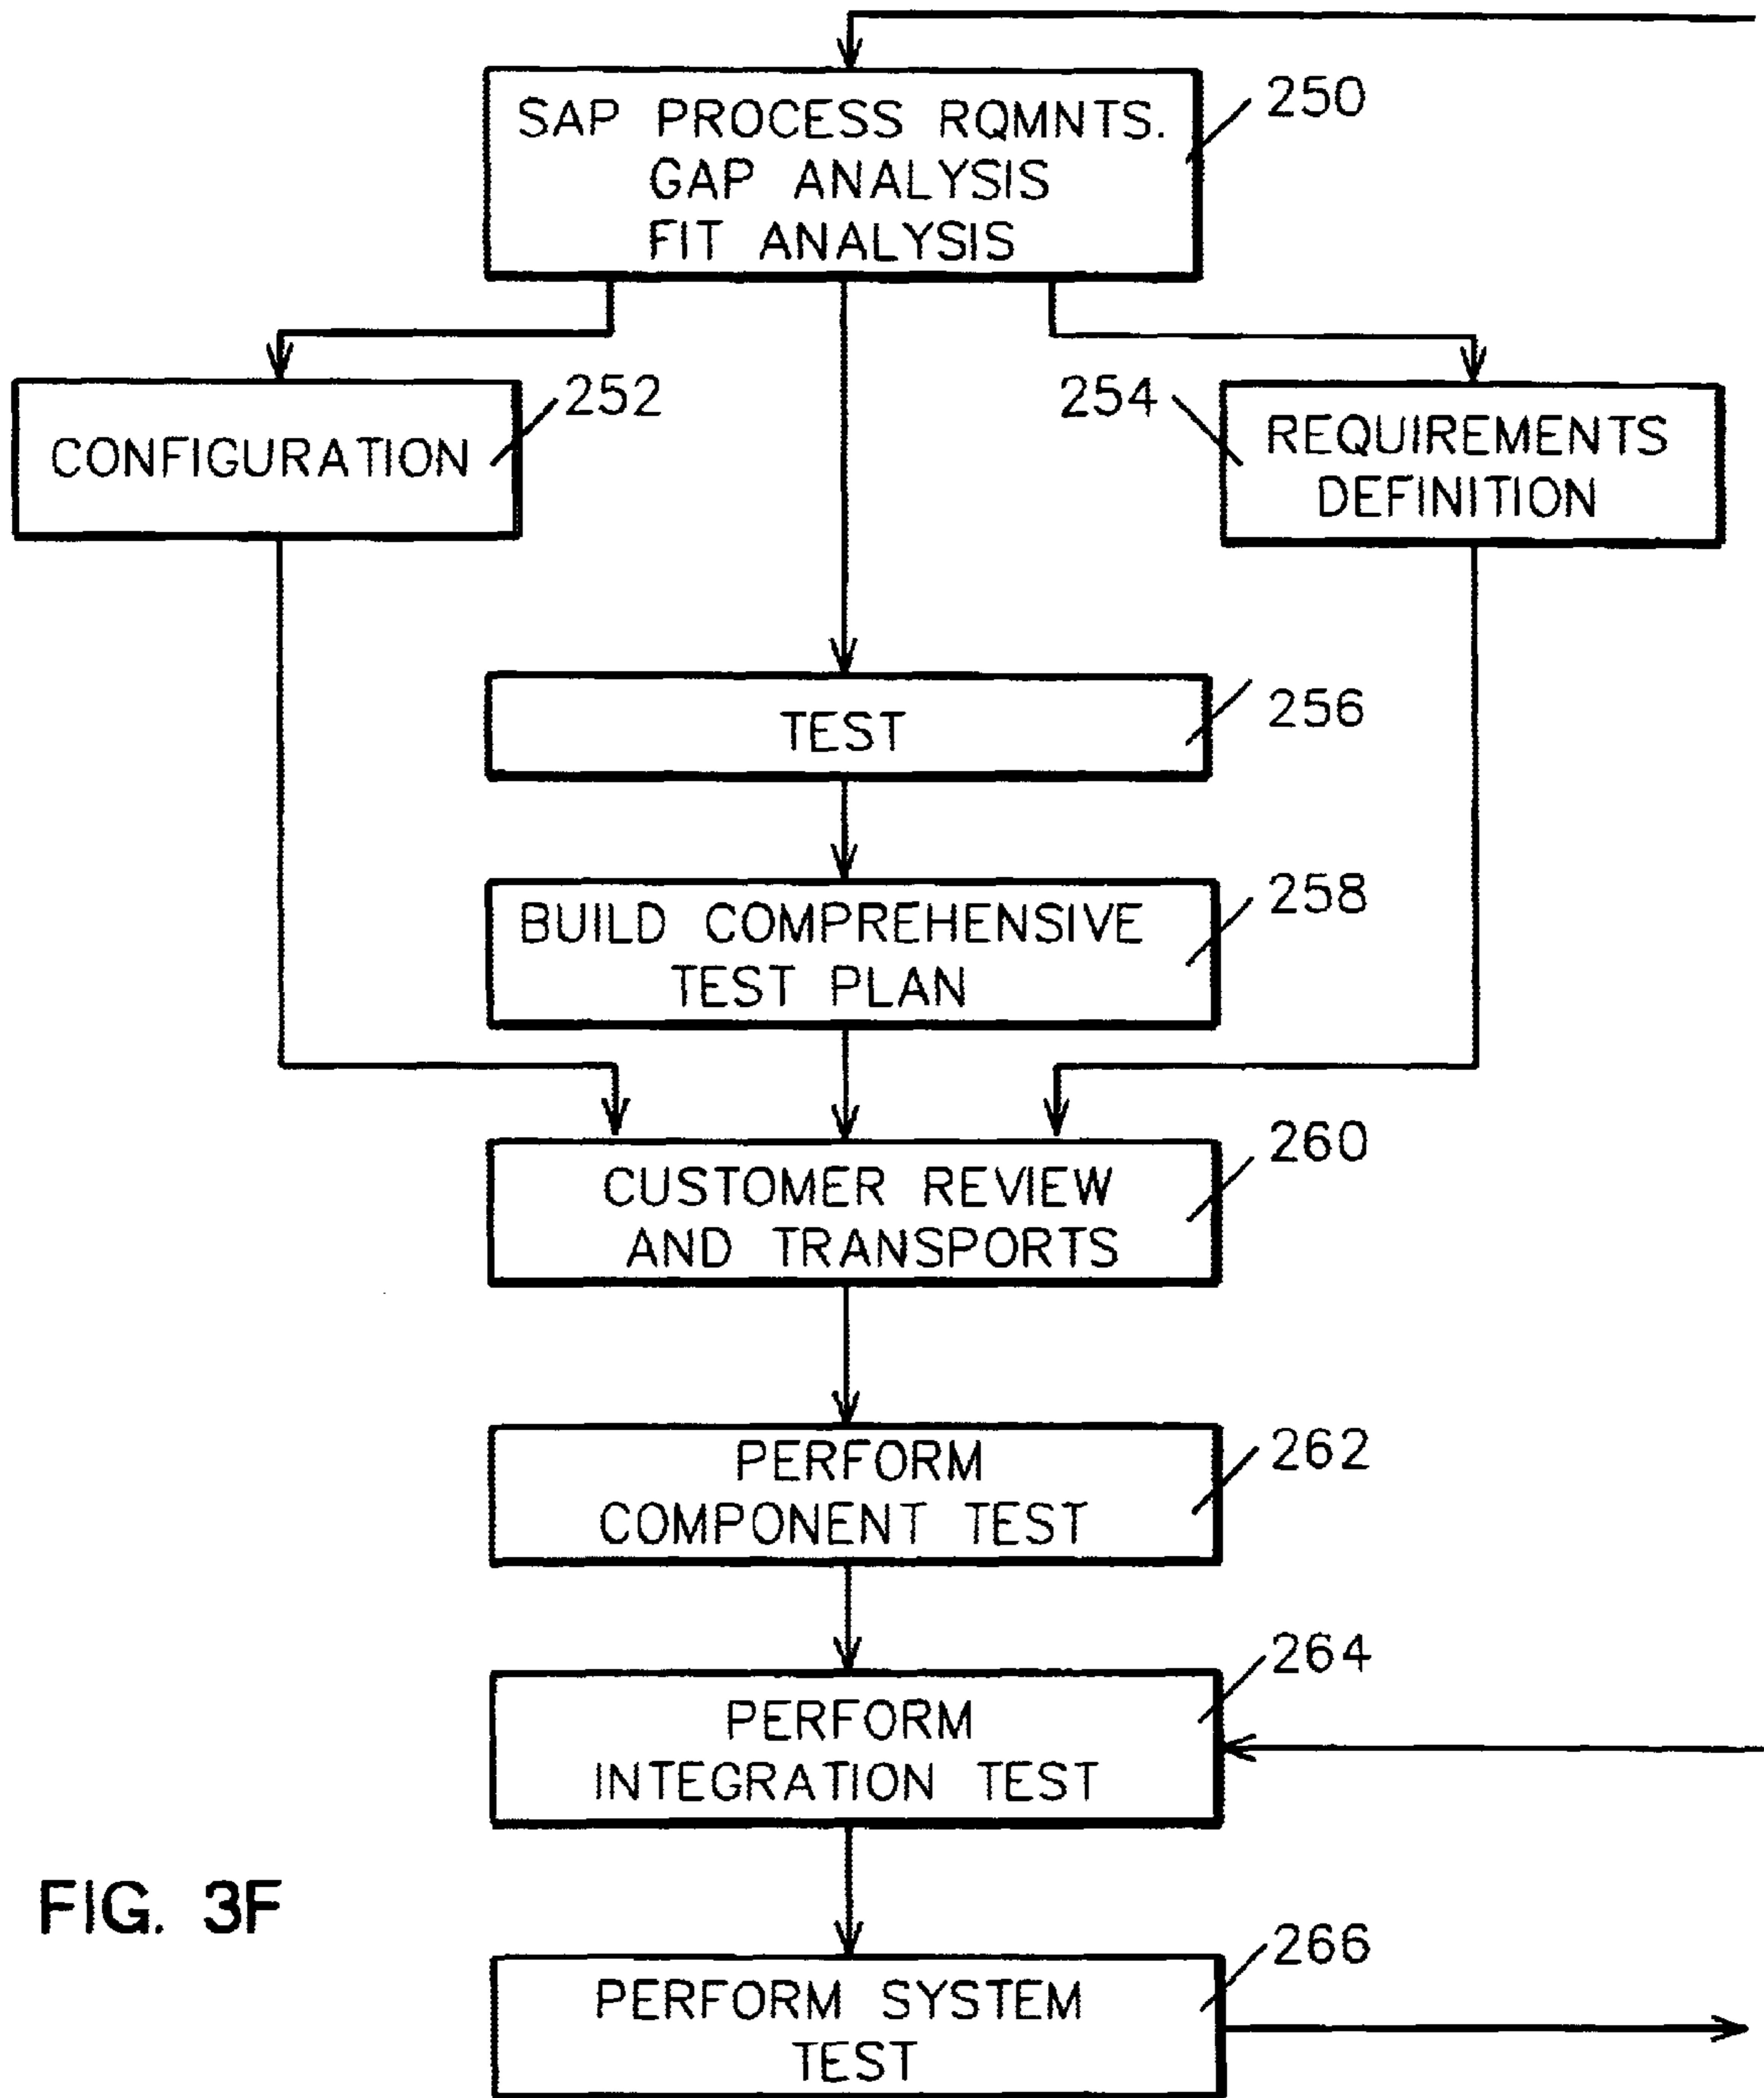 SAP PROCESS RQMNTS.
GAP ANALYSIS
FIT ANALYSIS
250
CONFIGURATION
252
254
REQUIREMENTS
DEFINITION
TEST
256
BUILD COMPREHENSIVE
TEST PLAN
258
CUSTOMER REVIEW
AND TRANSPORTS
260
PERFORM
COMPONENT TEST
262
PERFORM
INTEGRATION TEST
264
FIG. 3F
PERFORM SYSTEM
TEST
266